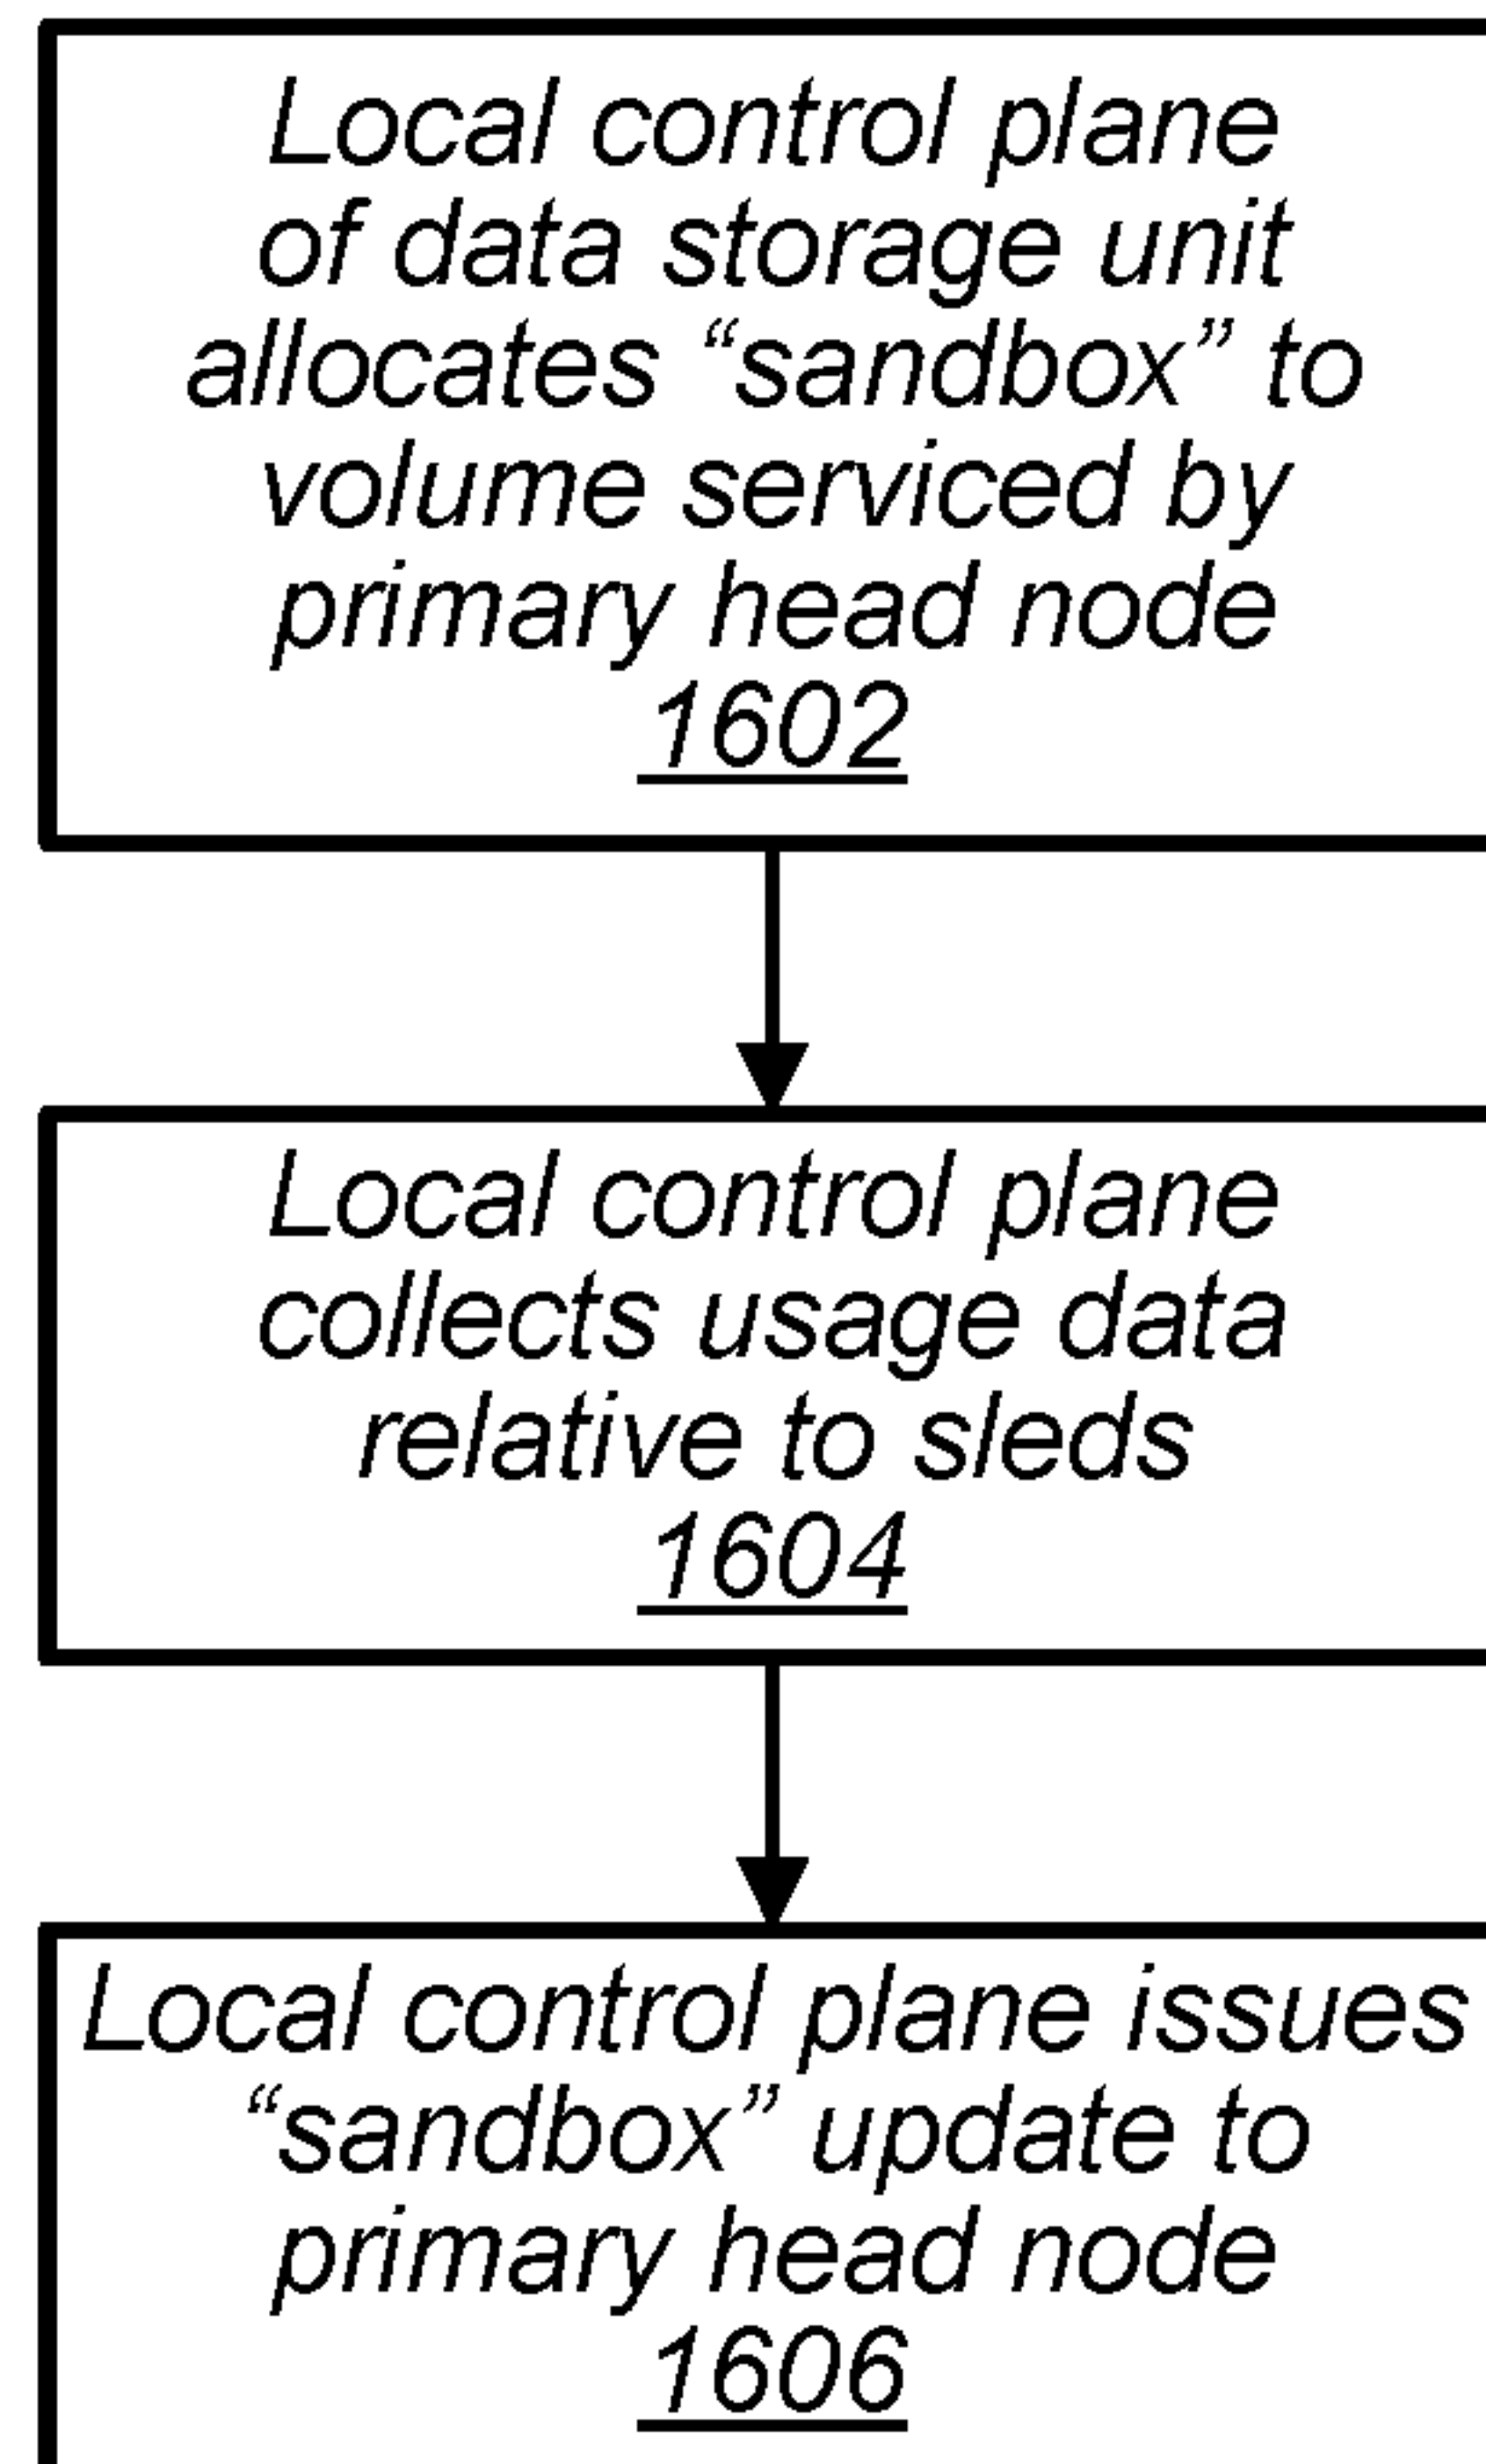 Local control plane
of data storage unit
allocates “sandbox” to
volume serviced by
primary head node
1602
Local control plane
collects usage data
relative to sleds
1604
Local control plane issues
“sandbox” update to
primary head node
1606